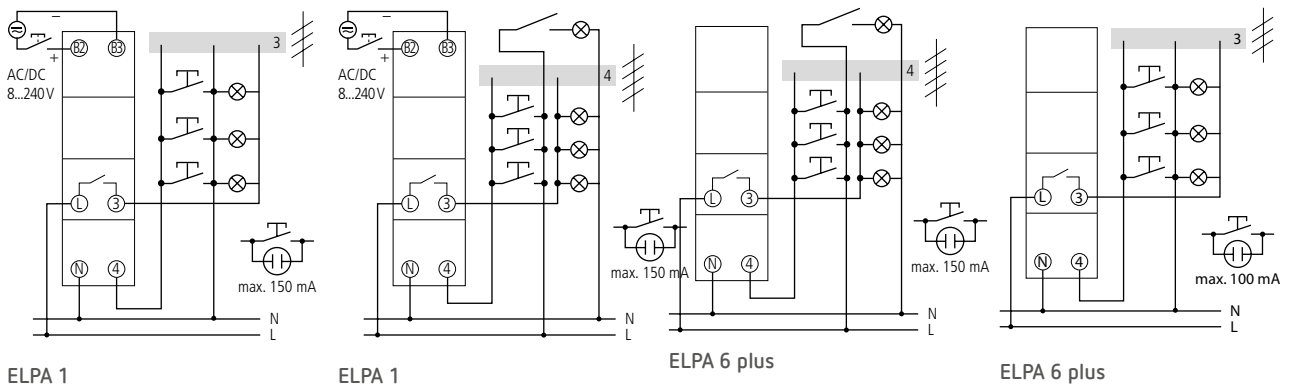 −
B2
B3
+
AC/DC
8...240 V
3
L
3
N
4
max. 150 mA
N
L
ELPA 1
−
B2
B3
+
AC/DC
8...240 V
4
L
3
N
4
max. 150 mA
N
L
ELPA 1
4
L
3
N
4
max. 150 mA
N
L
ELPA 6 plus
3
L
3
N
4
max. 100 mA
N
L
ELPA 6 plus